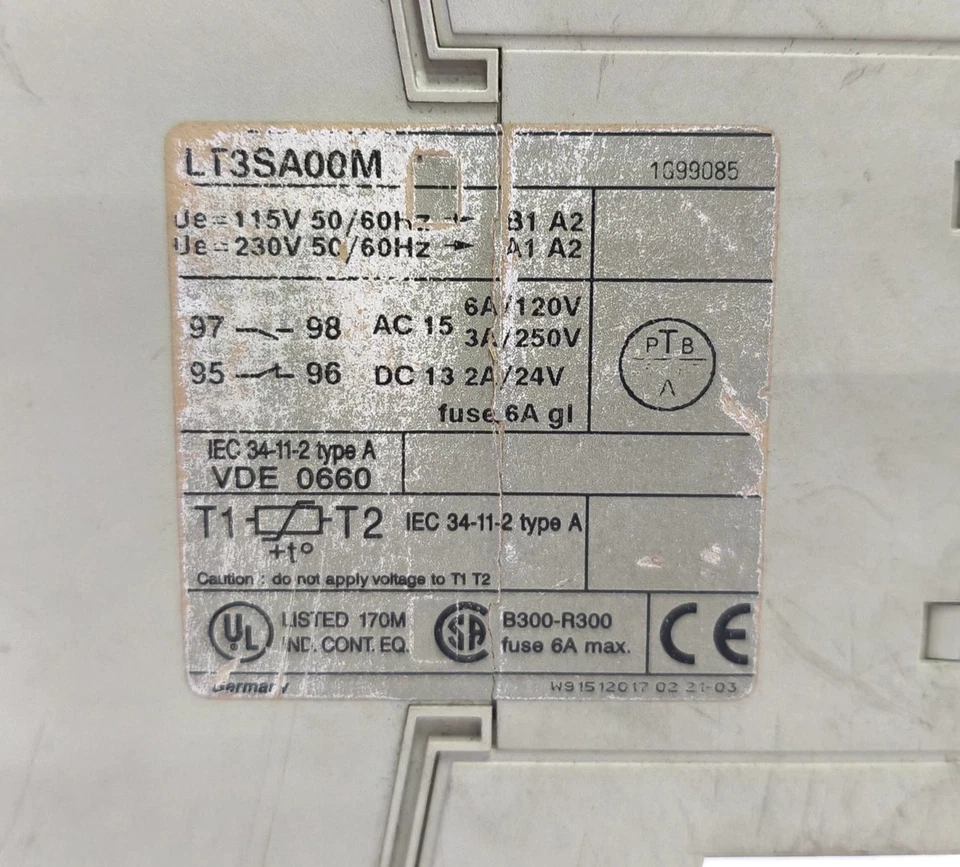 LT3SA00M 1G99085
Ue=115V 50/60Hz → B1 A2
Ue=230V 50/60Hz → A1 A2
97 98 AC 15 6A/120V
3A/250V
95 96 DC 13 2A/24V
fuse 6A gl
PTB
A
IEC 34-11-2 type A
VDE 0660
T1 T2 IEC 34-11-2 type A
+t°
Caution : do not apply voltage to T1 T2
UL LISTED 170M SA B300-R300 CE
IND. CONT. EQ. fuse 6A max.
Germany W91512017 02 21-03